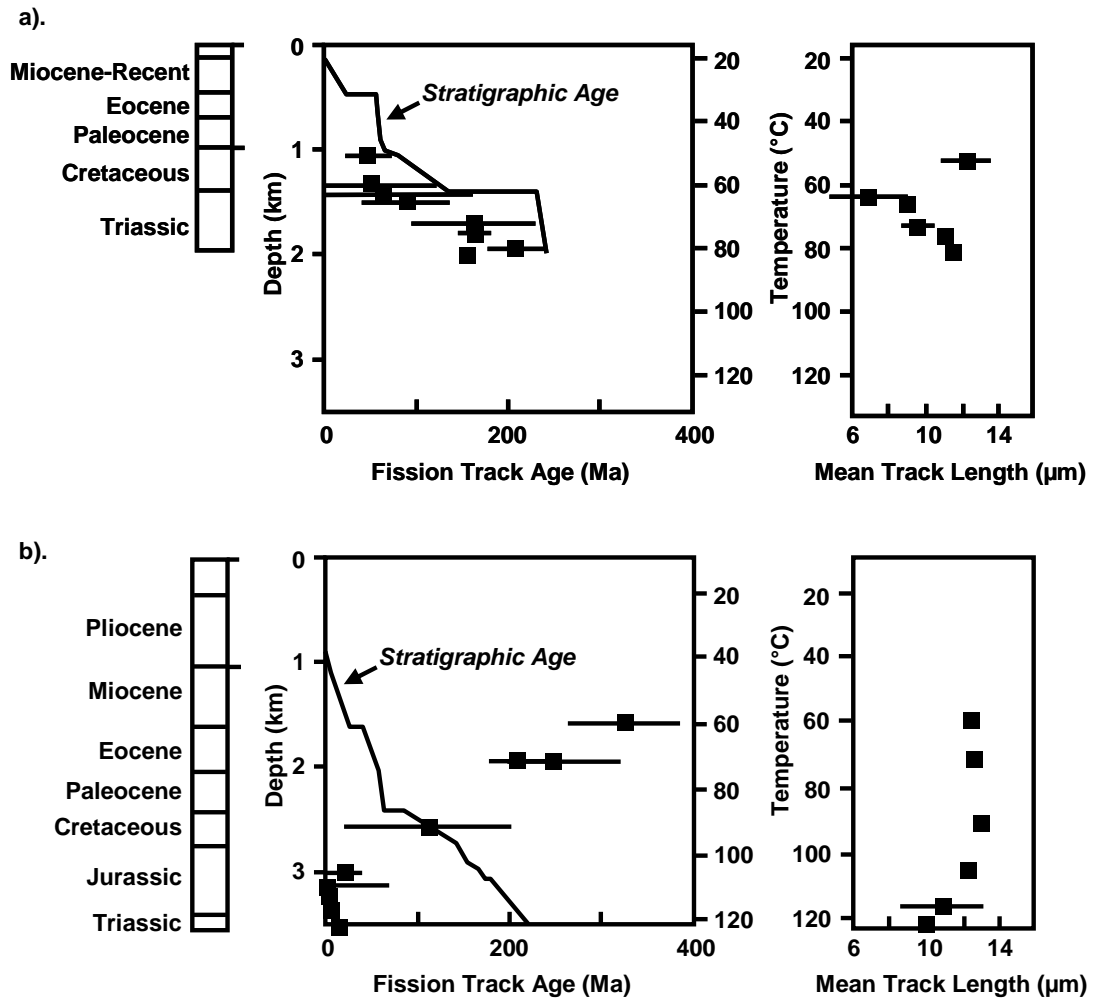 a).
Miocene-Recent
Eocene
Paleocene
Cretaceous
Triassic
0
1
2
3
Depth (km)
Stratigraphic Age
20
40
60
80
100
120
0
200
400
Fission Track Age (Ma)
Temperature (°C)
20
40
60
80
100
120
6
10
14
Mean Track Length (µm)
b).
Pliocene
Miocene
Eocene
Paleocene
Cretaceous
Jurassic
Triassic
0
1
2
3
Depth (km)
Stratigraphic Age
20
40
60
80
100
120
0
200
400
Fission Track Age (Ma)
Temperature (°C)
20
40
60
80
100
120
6
10
14
Mean Track Length (µm)